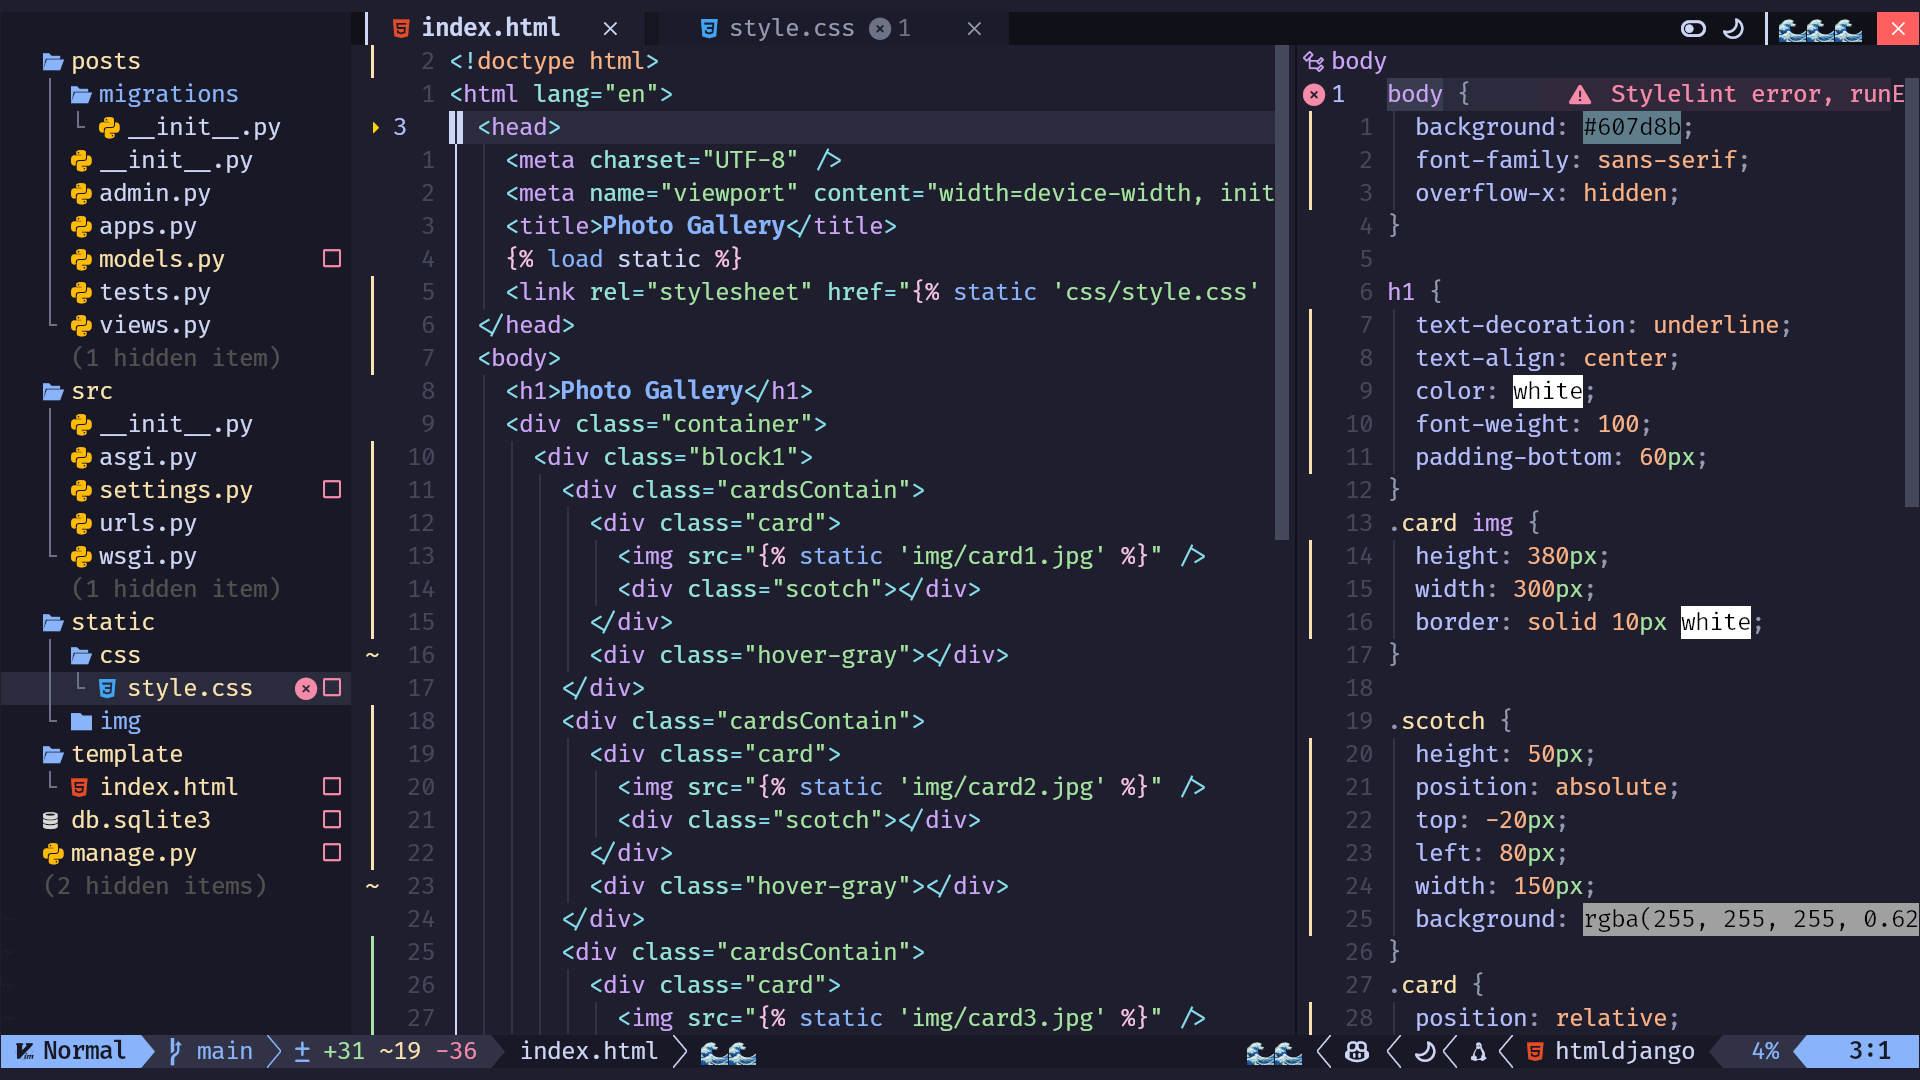 index.html
style.css 1
posts
migrations
__init__.py
__init__.py
admin.py
apps.py
models.py
tests.py
views.py
(1 hidden item)
src
__init__.py
asgi.py
settings.py
urls.py
wsgi.py
(1 hidden item)
static
css
style.css
img
template
index.html
db.sqlite3
manage.py
(2 hidden items)
2 <!doctype html>
1 <html lang="en">
3 <head>
1 <meta charset="UTF-8" />
2 <meta name="viewport" content="width=device-width, init
3 <title>Photo Gallery</title>
4 {% load static %}
5 <link rel="stylesheet" href="{% static 'css/style.css'
6 </head>
7 <body>
8 <h1>Photo Gallery</h1>
9 <div class="container">
10 <div class="block1">
11 <div class="cardsContain">
12 <div class="card">
13 <img src="{% static 'img/card1.jpg' %}" />
14 <div class="scotch"></div>
15 </div>
~ 16 <div class="hover-gray"></div>
17 </div>
18 <div class="cardsContain">
19 <div class="card">
20 <img src="{% static 'img/card2.jpg' %}" />
21 <div class="scotch"></div>
22 </div>
~ 23 <div class="hover-gray"></div>
24 </div>
25 <div class="cardsContain">
26 <div class="card">
27 <img src="{% static 'img/card3.jpg' %}" />
body
1 body { Stylelint error, runE
1 background: #607d8b;
2 font-family: sans-serif;
3 overflow-x: hidden;
4 }
5
6 h1 {
7 text-decoration: underline;
8 text-align: center;
9 color: white;
10 font-weight: 100;
11 padding-bottom: 60px;
12 }
13 .card img {
14 height: 380px;
15 width: 300px;
16 border: solid 10px white;
17 }
18
19 .scotch {
20 height: 50px;
21 position: absolute;
22 top: -20px;
23 left: 80px;
24 width: 150px;
25 background: rgba(255, 255, 255, 0.62
26 }
27 .card {
28 position: relative;
Normal main ± +31 ~19 -36 index.html htmldjango 4% 3:1